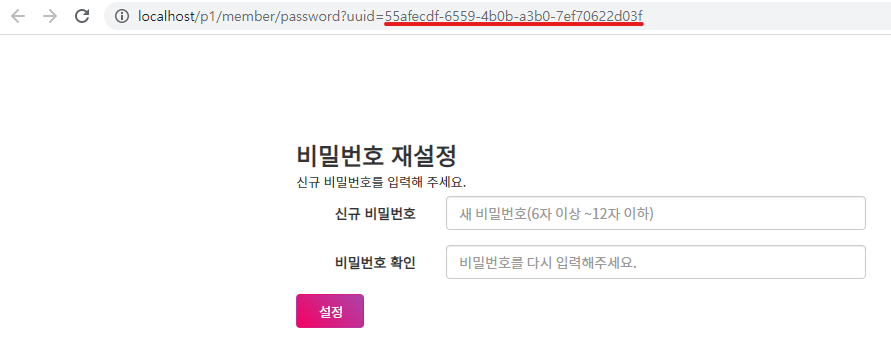 localhost/p1/member/password?uuid=55afecdf-6559-4b0b-a3b0-7ef70622d03f
비밀번호 재설정
신규 비밀번호를 입력해 주세요.
신규 비밀번호 새 비밀번호(6자 이상 ~12자 이하)
비밀번호 확인 비밀번호를 다시 입력해주세요.
설정